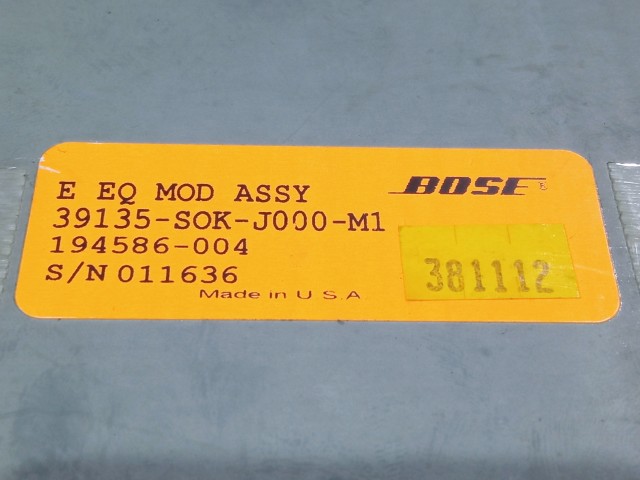 E EQ MOD ASSY
BOSE®
39135-SOK-J000-M1
194586-004
S/N 011636
Made in U.S.A
381112